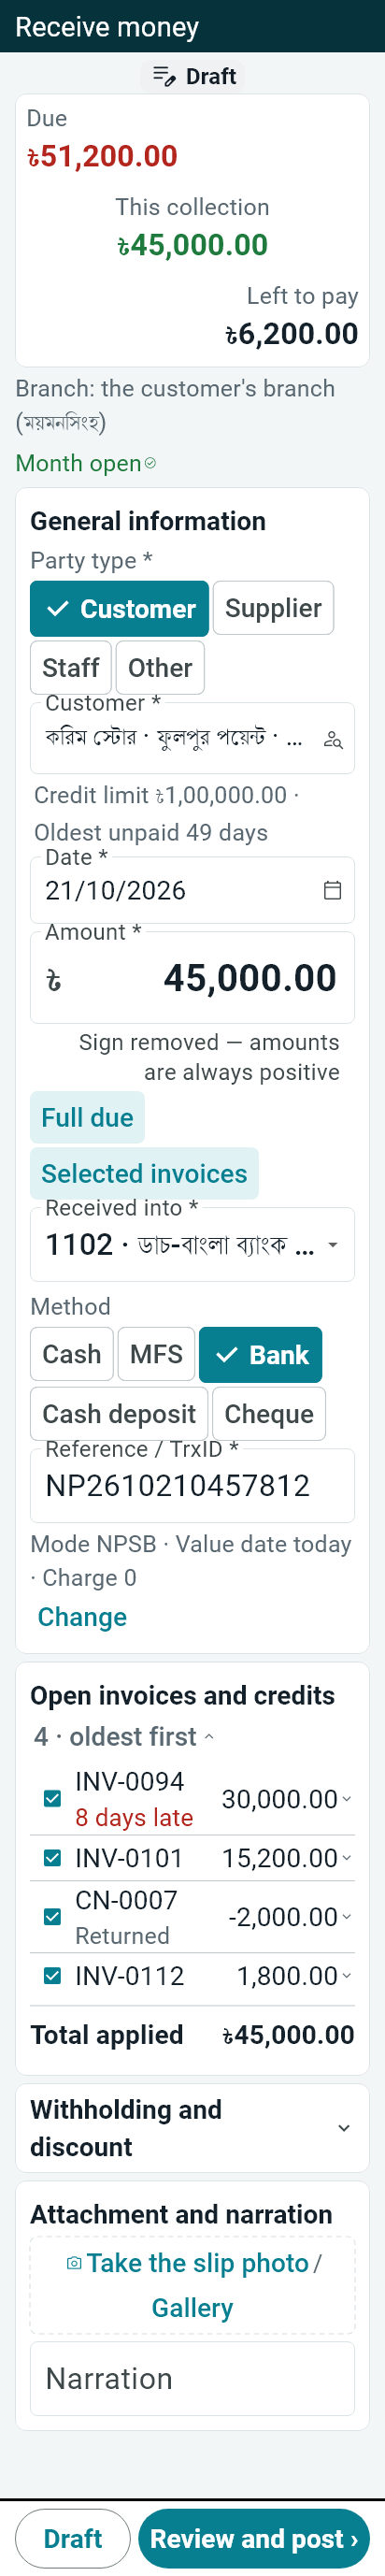 Receive money
Draft
Due
৳51,200.00
This collection
৳45,000.00
Left to pay
৳6,200.00
Branch: the customer's branch
(ময়মনসিংহ)
Month open
General information
Party type *
Customer
Supplier
Staff
Other
Customer *
করিম স্টোর · ফুলপুর পয়েন্ট · ...
Credit limit ৳1,00,000.00 ·
Oldest unpaid 49 days
Date *
21/10/2026
Amount *
৳ 45,000.00
Sign removed — amounts
are always positive
Full due
Selected invoices
Received into *
1102 · ডাচ-বাংলা ব্যাংক ...
Method
Cash
MFS
Bank
Cash deposit
Cheque
Reference / TrxID *
NP2610210457812
Mode NPSB · Value date today
· Charge 0
Change
Open invoices and credits
4 · oldest first
INV-0094
8 days late
30,000.00
INV-0101 15,200.00
CN-0007
Returned
-2,000.00
INV-0112 1,800.00
Total applied ৳45,000.00
Withholding and
discount
Attachment and narration
Take the slip photo /
Gallery
Narration
Draft
Review and post ›